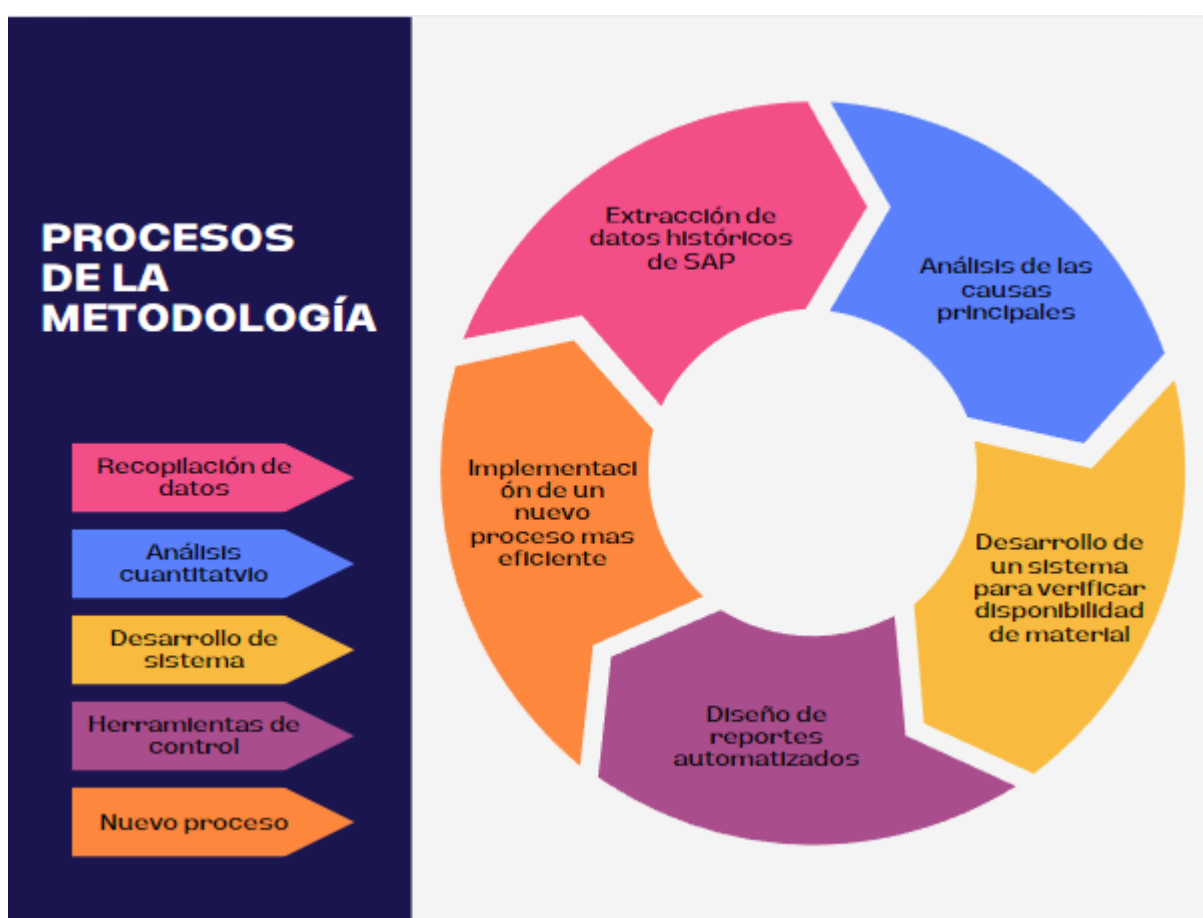 PROCESOS
DE LA
METODOLOGÍA
Recopilación de
datos
Análisis
cuantitatvio
Desarrollo de
sistema
Herramientas de
control
Nuevo proceso
Extracción de
datos históricos
de SAP
Análisis de las
causas
principales
Desarrollo de
un sistema
para verificar
disponibilidad
de material
Diseño de
reportes
automatizados
Implementaci
ón de un
nuevo
proceso mas
eficiente